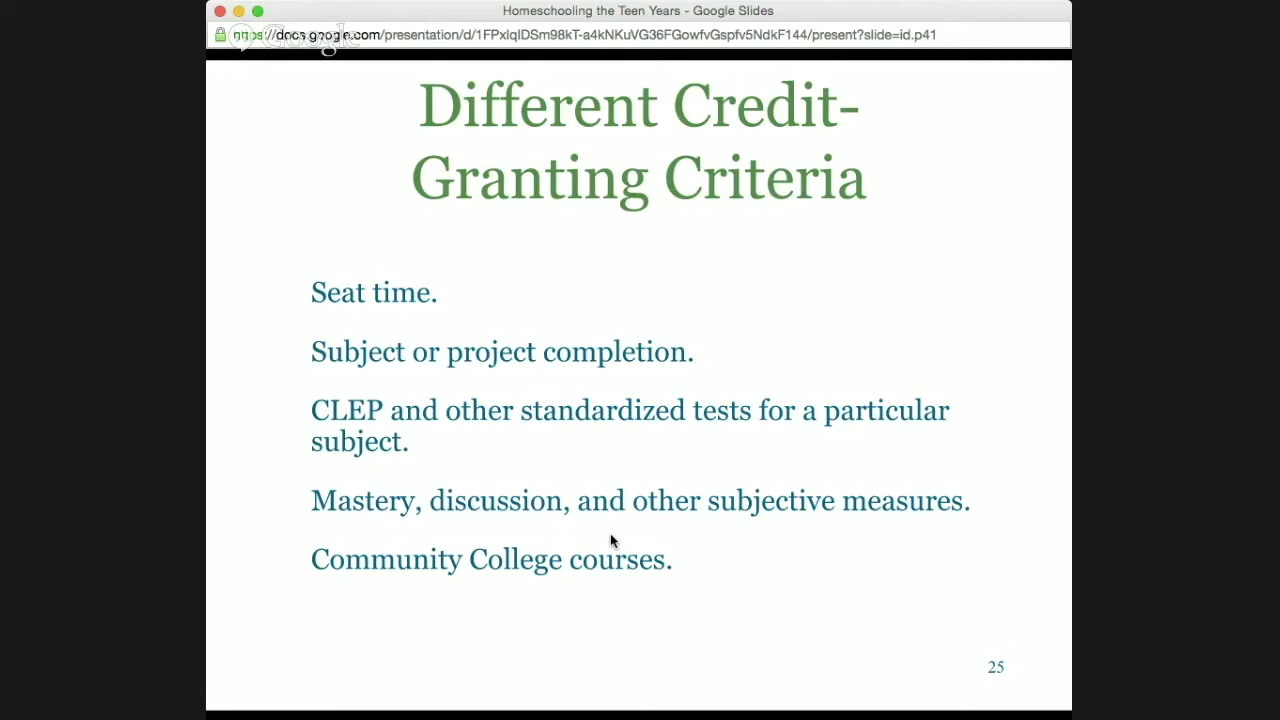 Homeschooling the Teen Years - Google Slides
https://docs.google.com/presentation/d/1FPxIqIDSm98kT-a4kNKuVG36FGowfvGspfv5NdkF144/present?slide=id.p41
Google
Different Credit-
Granting Criteria
Seat time.
Subject or project completion.
CLEP and other standardized tests for a particular
subject.
Mastery, discussion, and other subjective measures.
Community College courses.
25